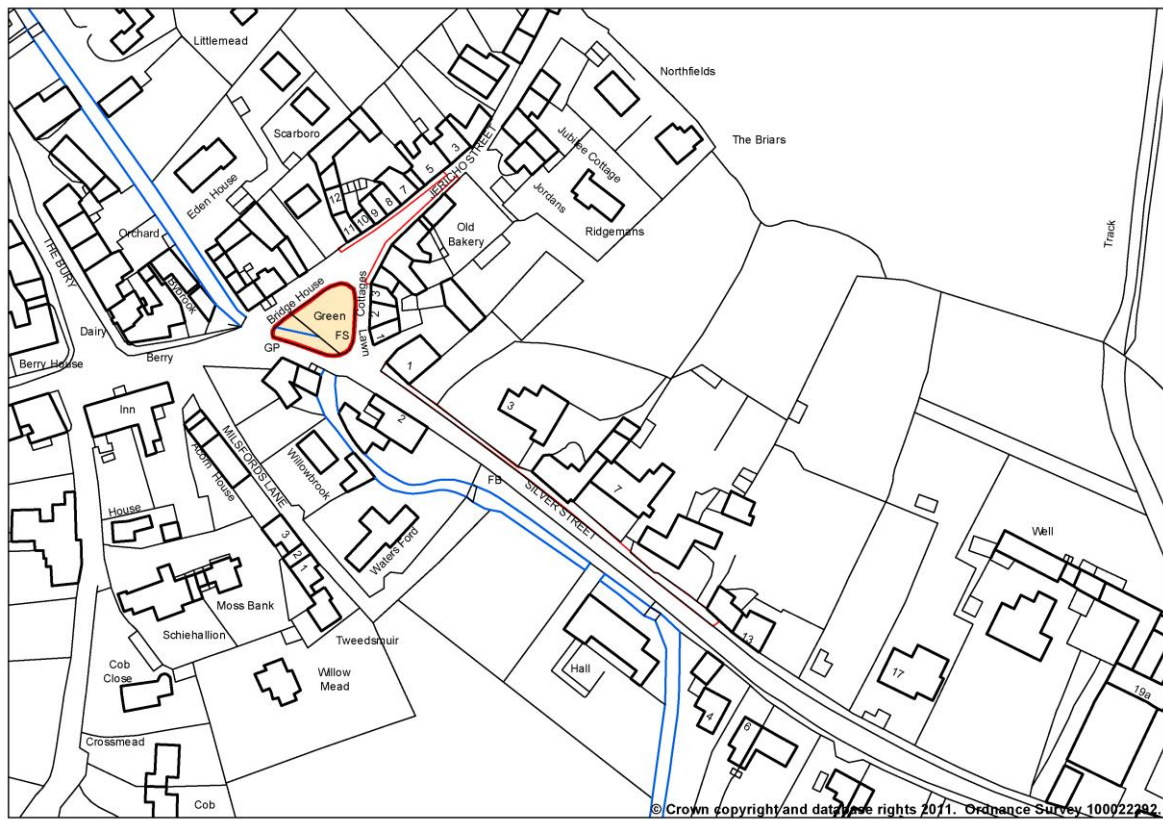 Littlemead
Northfields
Scarboro
The Briars
Jubilee Cottage
3
5
7
8
9
10
11
12
JERICHO STREET
Eden House
Jordans
Old
Bakery
Ridgemans
Track
Orchard
THE BURY
Bybrook
Bridge House
Green
FS
Cottages
3
2
1
Lawn
GP
Dairy
Berry
Berry House
1
Inn
2
3
MILSFORDS LANE
Acorn House
Willowbrook
FB
SILVER STREET
7
House
Waters Ford
3
2
1
Well
Moss Bank
Schiehallion
Tweedsmuir
13
Hall
Cob
Close
Willow
Mead
17
19a
4
6
Crossmead
Cob
© Crown copyright and database rights 2011. Ordnance Survey 100022292.